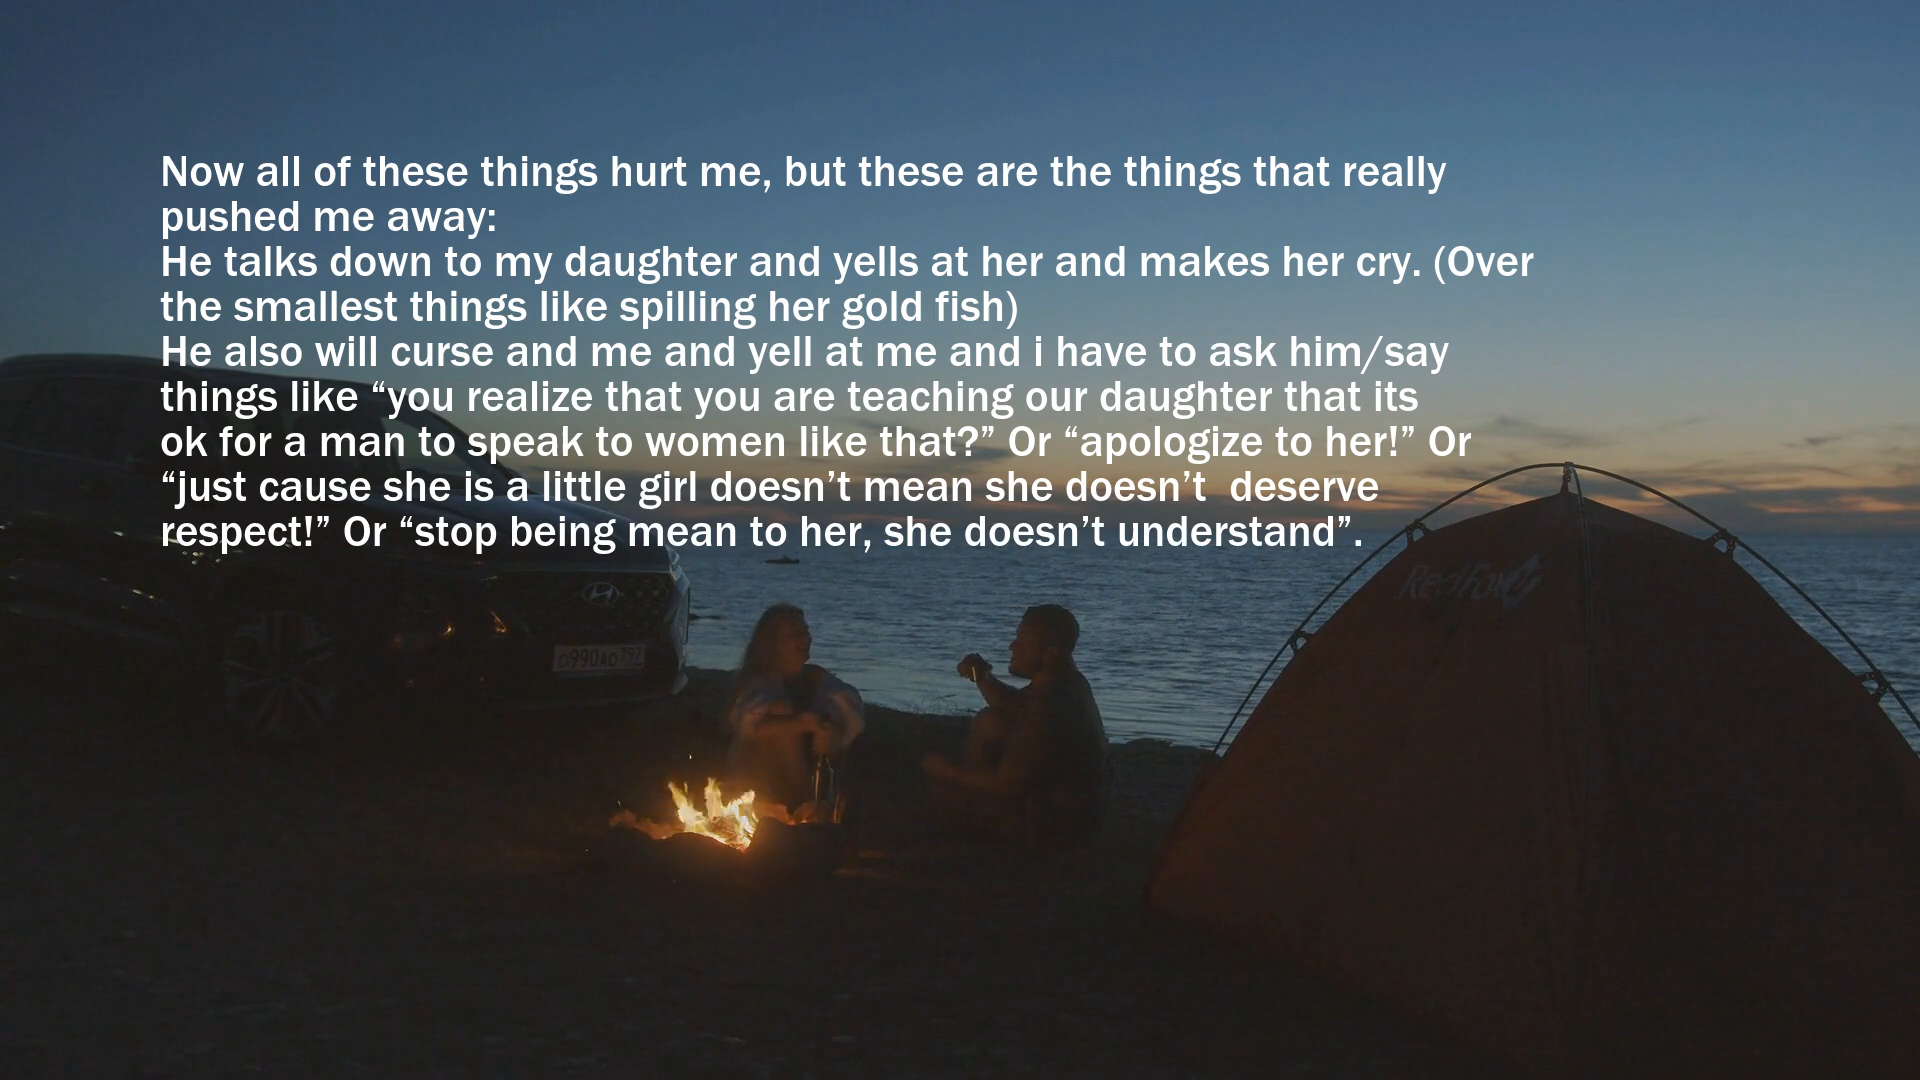 Now all of these things hurt me, but these are the things that really
pushed me away:
He talks down to my daughter and yells at her and makes her cry. (Over
the smallest things like spilling her gold fish)
He also will curse and me and yell at me and i have to ask him/say
things like “you realize that you are teaching our daughter that its
ok for a man to speak to women like that?” Or “apologize to her!” Or
“just cause she is a little girl doesn’t mean she doesn’t  deserve
respect!” Or “stop being mean to her, she doesn’t understand”.
RedFox
О990АО 797